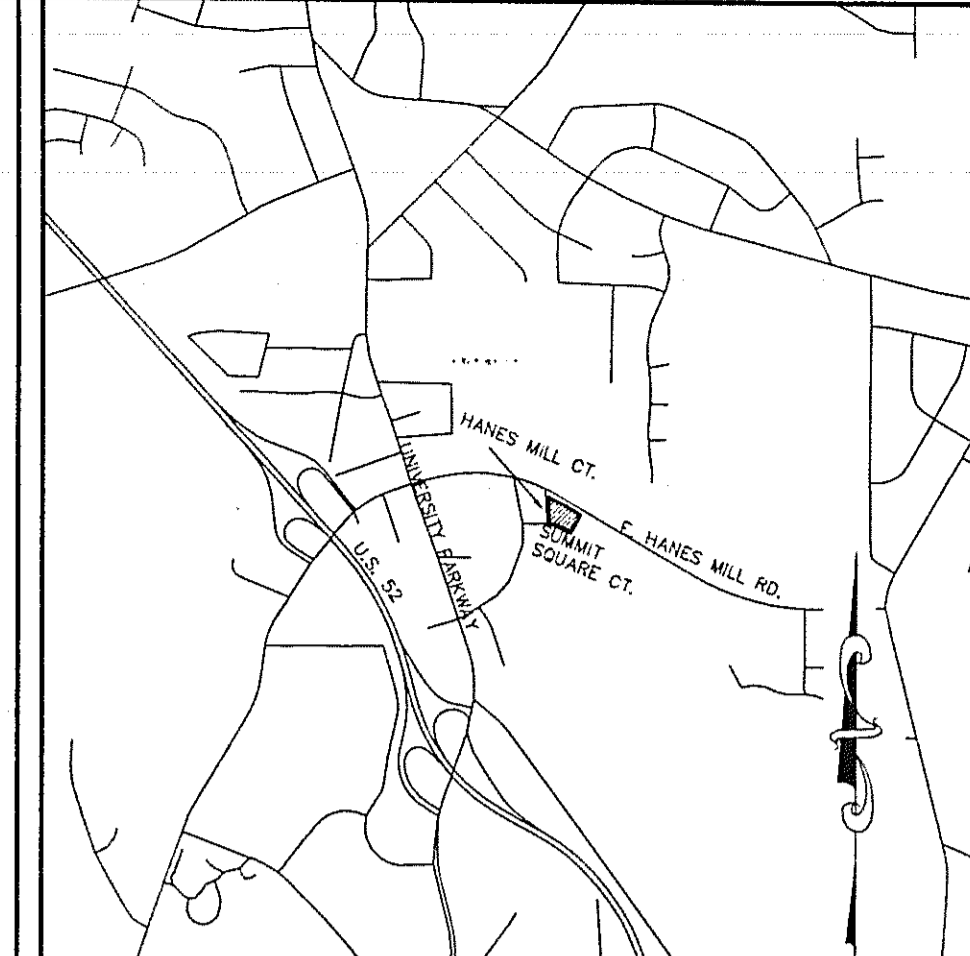 HANES MILL CT.
UNIVERSITY PARKWAY
E. HANES MILL RD.
SUMMIT
SQUARE CT.
U.S. 52